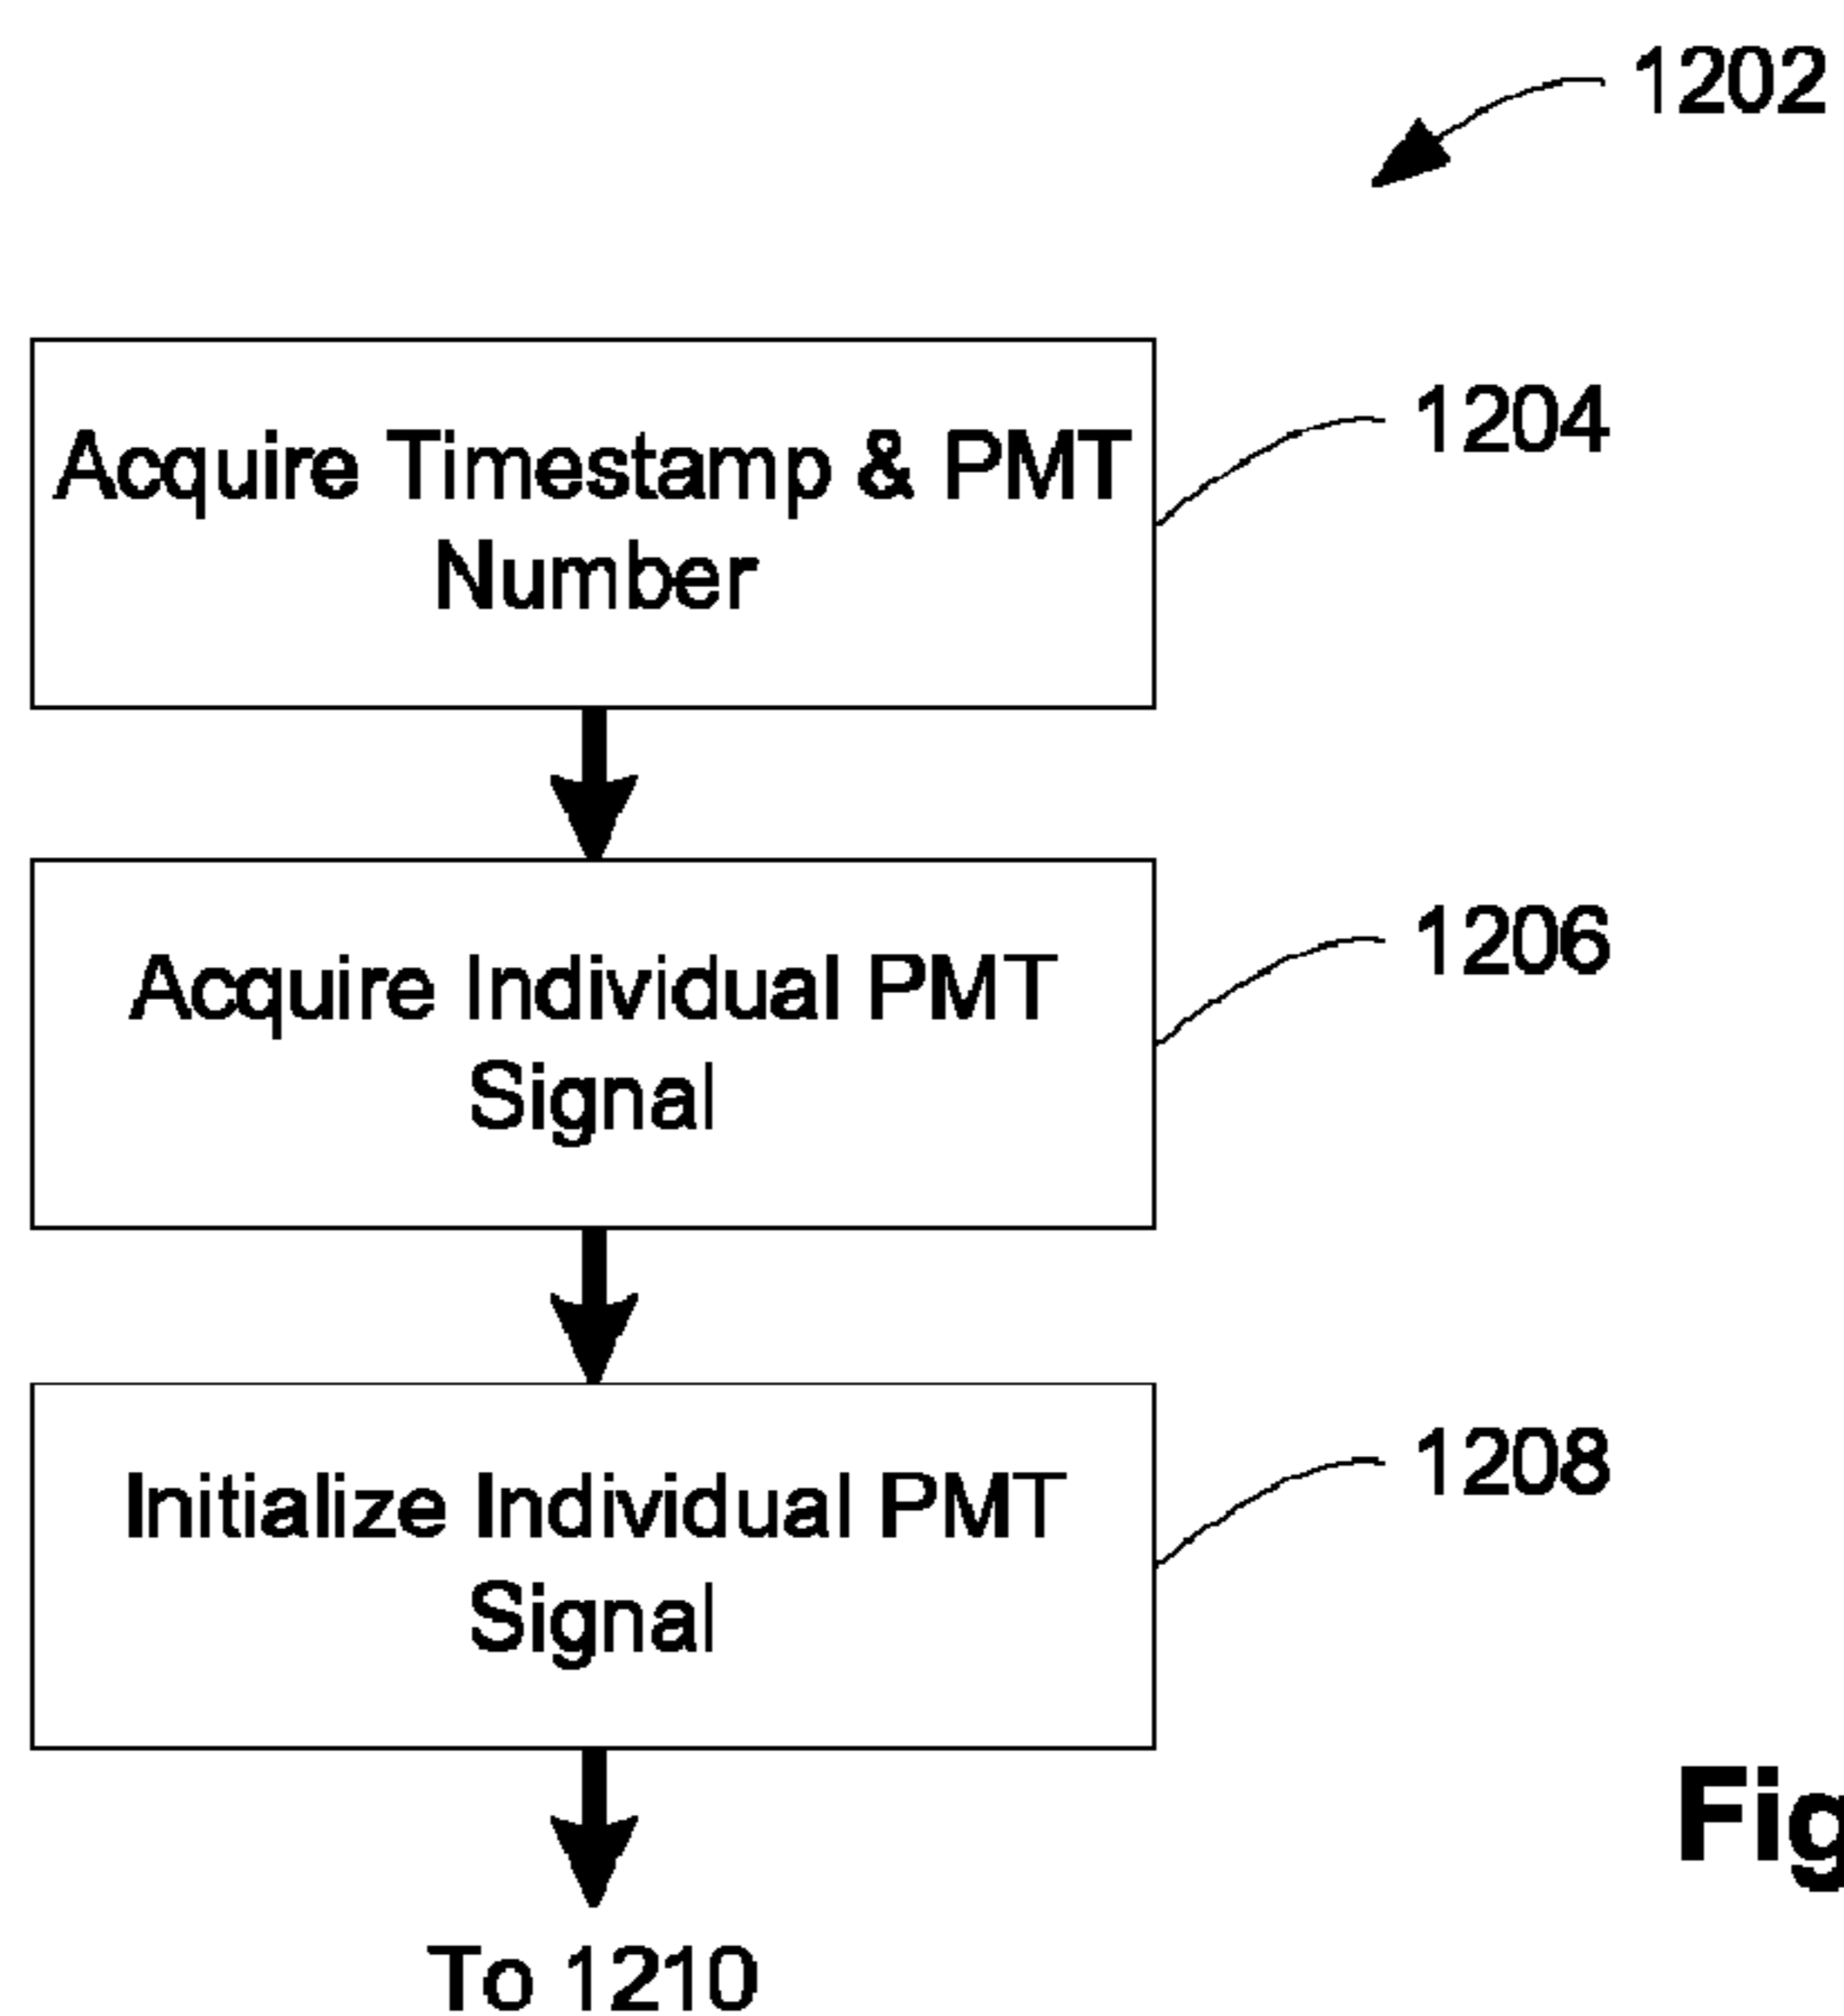 1202
Acquire Timestamp & PMT
Number
1204
Acquire Individual PMT
Signal
1206
Initialize Individual PMT
Signal
1208
To 1210